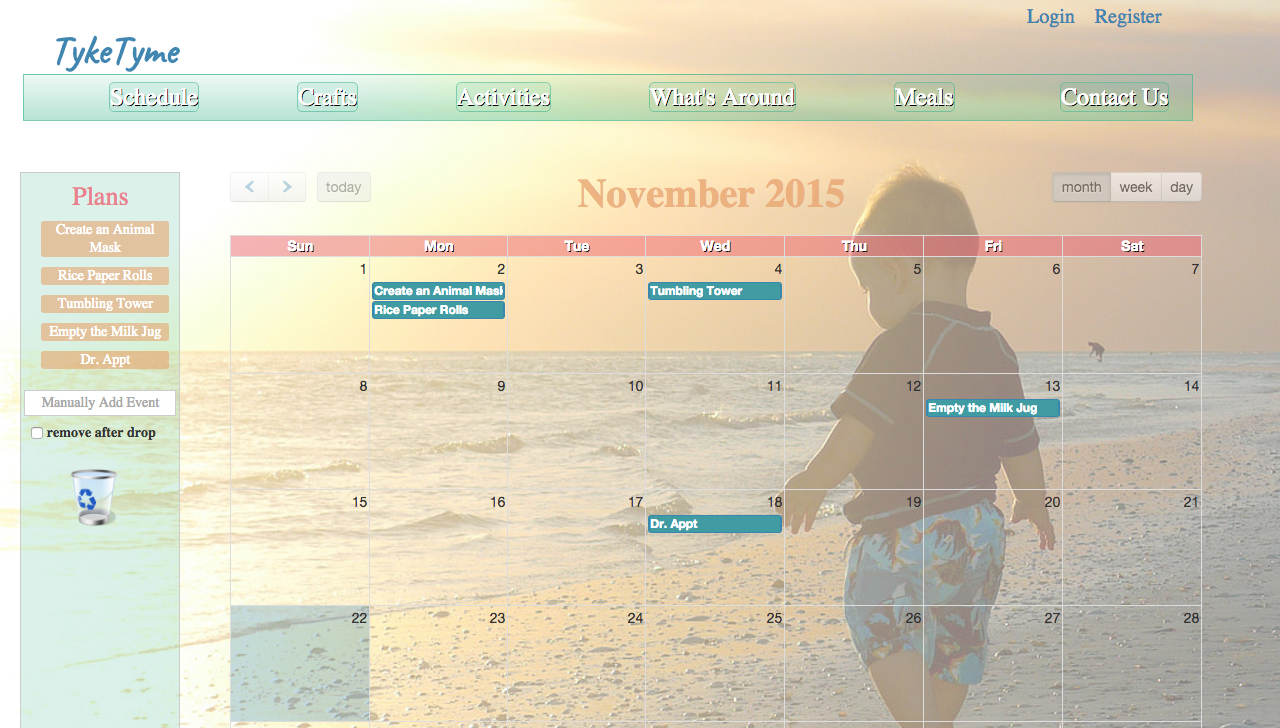 Login Register
TykeTyme
Schedule Crafts Activities What's Around Meals Contact Us
Plans
Create an Animal
Mask
Rice Paper Rolls
Tumbling Tower
Empty the Milk Jug
Dr. Appt
Manually Add Event
remove after drop
today November 2015 month week day
Sun Mon Tue Wed Thu Fri Sat
1 2 3 4 5 6 7
Create an Animal Mask Tumbling Tower
Rice Paper Rolls
8 9 10 11 12 13 14
Empty the Milk Jug
15 16 17 18 19 20 21
Dr. Appt
22 23 24 25 26 27 28